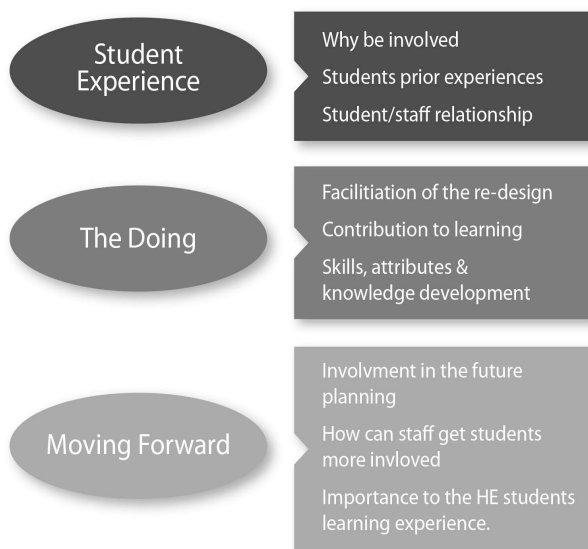 Student
Experience
Why be involved
Students prior experiences
Student/staff relationship
The Doing
Facilitiation of the re-design
Contribution to learning
Skills, attributes &
knowledge development
Moving Forward
Involvment in the future
planning
How can staff get students
more invloved
Importance to the HE students
learning experience.